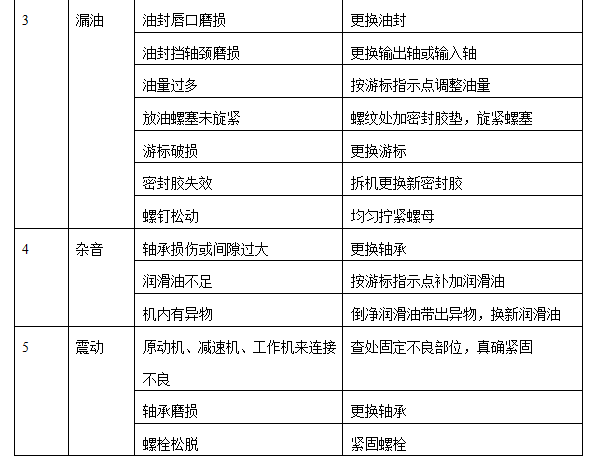 3 漏油 油封唇口磨损 更换油封
油封挡轴颈磨损 更换输出轴或输入轴
油量过多 按游标指示点调整油量
放油螺塞未旋紧 螺纹处加密封胶垫，旋紧螺塞
游标破损 更换游标
密封胶失效 拆机更换新密封胶
螺钉松动 均匀拧紧螺母
4 杂音 轴承损伤或间隙过大 更换轴承
润滑油不足 按游标指示点补加润滑油
机内有异物 倒净润滑油带出异物，换新润滑油
5 震动 原动机、减速机、工作机来连接 查处固定不良部位，真确紧固
不良
轴承磨损 更换轴承
螺栓松脱 紧固螺栓